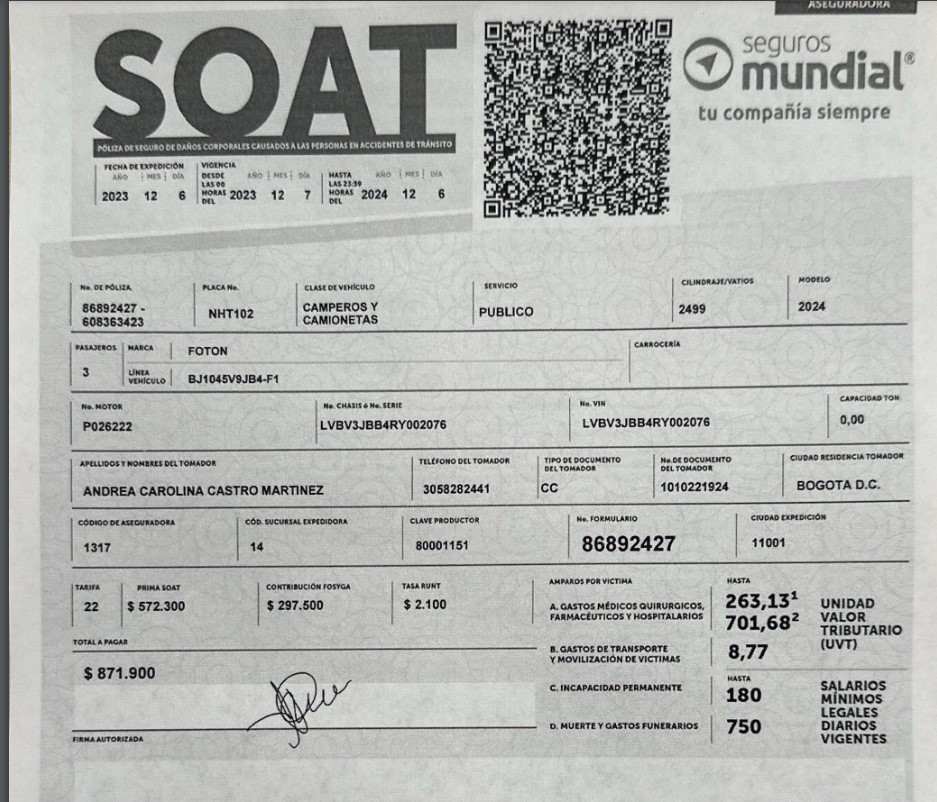 ASEGURADORA
SOAT
PÓLIZA DE SEGURO DE DAÑOS CORPORALES CAUSADOS A LAS PERSONAS EN ACCIDENTES DE TRÁNSITO
seguros
mundial®
tu compañía siempre
FECHA DE EXPEDICIÓN
AÑO MES DÍA
2023 12 6
VIGENCIA
DESDE LAS 00 HORAS DEL
AÑO MES DÍA
2023 12 7
HASTA LAS 23:59 HORAS DEL
AÑO MES DÍA
2024 12 6
No. DE PÓLIZA
86892427 -
608363423
PLACA No.
NHT102
CLASE DE VEHÍCULO
CAMPEROS Y
CAMIONETAS
SERVICIO
PUBLICO
CILINDRAJE/VATIOS
2499
MODELO
2024
PASAJEROS
3
MARCA
FOTON
LÍNEA
VEHÍCULO
BJ1045V9JB4-F1
CARROCERÍA
No. MOTOR
P026222
No. CHASIS ó No. SERIE
LVBV3JBB4RY002076
No. VIN
LVBV3JBB4RY002076
CAPACIDAD TON
0,00
APELLIDOS Y NOMBRES DEL TOMADOR
ANDREA CAROLINA CASTRO MARTINEZ
TELÉFONO DEL TOMADOR
3058282441
TIPO DE DOCUMENTO
DEL TOMADOR
CC
No. DE DOCUMENTO
DEL TOMADOR
1010221924
CIUDAD RESIDENCIA TOMADOR
BOGOTA D.C.
CÓDIGO DE ASEGURADORA
1317
CÓD. SUCURSAL EXPEDIDORA
14
CLAVE PRODUCTOR
80001151
No. FORMULARIO
86892427
CIUDAD EXPEDICIÓN
11001
TARIFA
22
PRIMA SOAT
$ 572.300
CONTRIBUCIÓN FOSYGA
$ 297.500
TASA RUNT
$ 2.100
TOTAL A PAGAR
$ 871.900
FIRMA AUTORIZADA
AMPAROS POR VICTIMA
HASTA
A. GASTOS MÉDICOS QUIRURGICOS,
FARMACÉUTICOS Y HOSPITALARIOS
263,13¹
701,68²
B. GASTOS DE TRANSPORTE
Y MOVILIZACIÓN DE VICTIMAS
8,77
UNIDAD
VALOR
TRIBUTARIO
(UVT)
C. INCAPACIDAD PERMANENTE
HASTA
180
D. MUERTE Y GASTOS FUNERARIOS
750
SALARIOS
MÍNIMOS
LEGALES
DIARIOS
VIGENTES